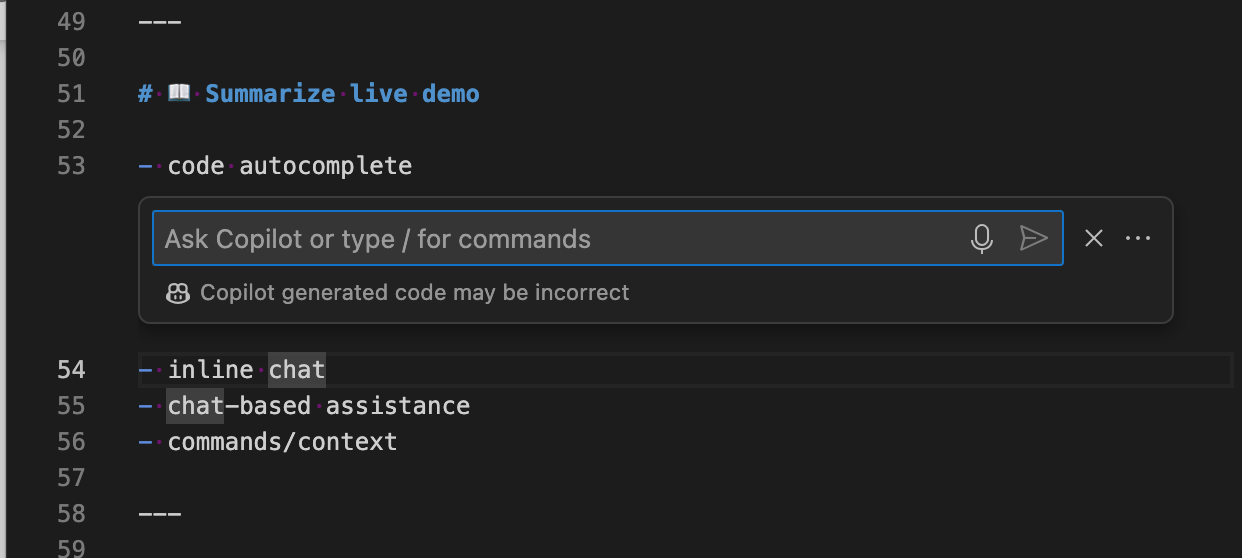 49 ---
50
51 # 📖 Summarize live demo
52
53 - code autocomplete
Ask Copilot or type / for commands
Copilot generated code may be incorrect
54 - inline chat
55 - chat-based assistance
56 - commands/context
57
58 ---
59